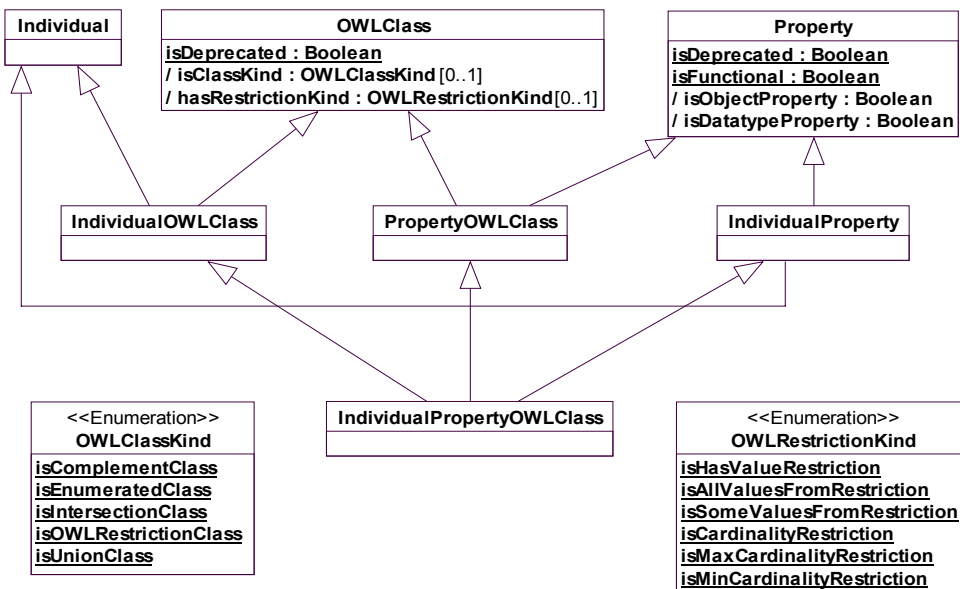 Individual
OWLClass
isDeprecated : Boolean
/ isClassKind : OWLClassKind[0..1]
/ hasRestrictionKind : OWLRestrictionKind[0..1]
Property
isDeprecated : Boolean
isFunctional : Boolean
/ isObjectProperty : Boolean
/ isDatatypeProperty : Boolean
IndividualOWLClass
PropertyOWLClass
IndividualProperty
<<Enumeration>>
OWLClassKind
isComplementClass
isEnumeratedClass
isIntersectionClass
isOWLRestrictionClass
isUnionClass
IndividualPropertyOWLClass
<<Enumeration>>
OWLRestrictionKind
isHasValueRestriction
isAllValuesFromRestriction
isSomeValuesFromRestriction
isCardinalityRestriction
isMaxCardinalityRestriction
isMinCardinalityRestriction